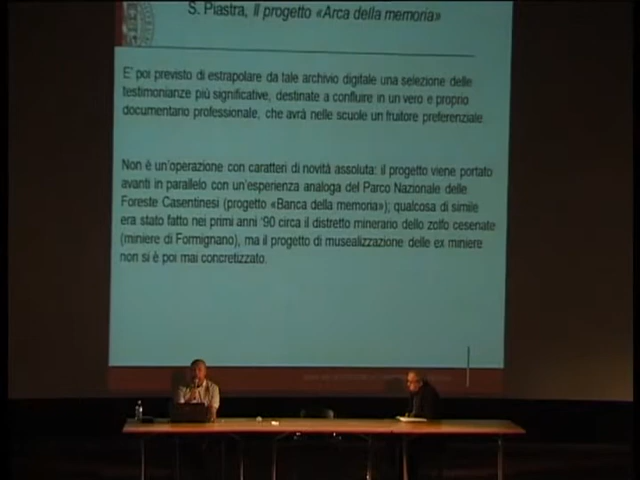 S. Piastra, Il progetto «Arca della memoria»
E' poi previsto di estrapolare da tale archivio digitale una selezione delle
testimonianze più significative, destinate a confluire in un vero e proprio
documentario professionale, che avrà nelle scuole un fruitore preferenziale
Non è un'operazione con caratteri di novità assoluta: il progetto viene portato
avanti in parallelo con un'esperienza analoga del Parco Nazionale delle
Foreste Casentinesi (progetto «Banca della memoria»); qualcosa di simile
era stato fatto nei primi anni '90 circa il distretto minerario dello zolfo cesenate
(miniere di Formignano), ma il progetto di musealizzazione delle ex miniere
non si è poi mai concretizzato.